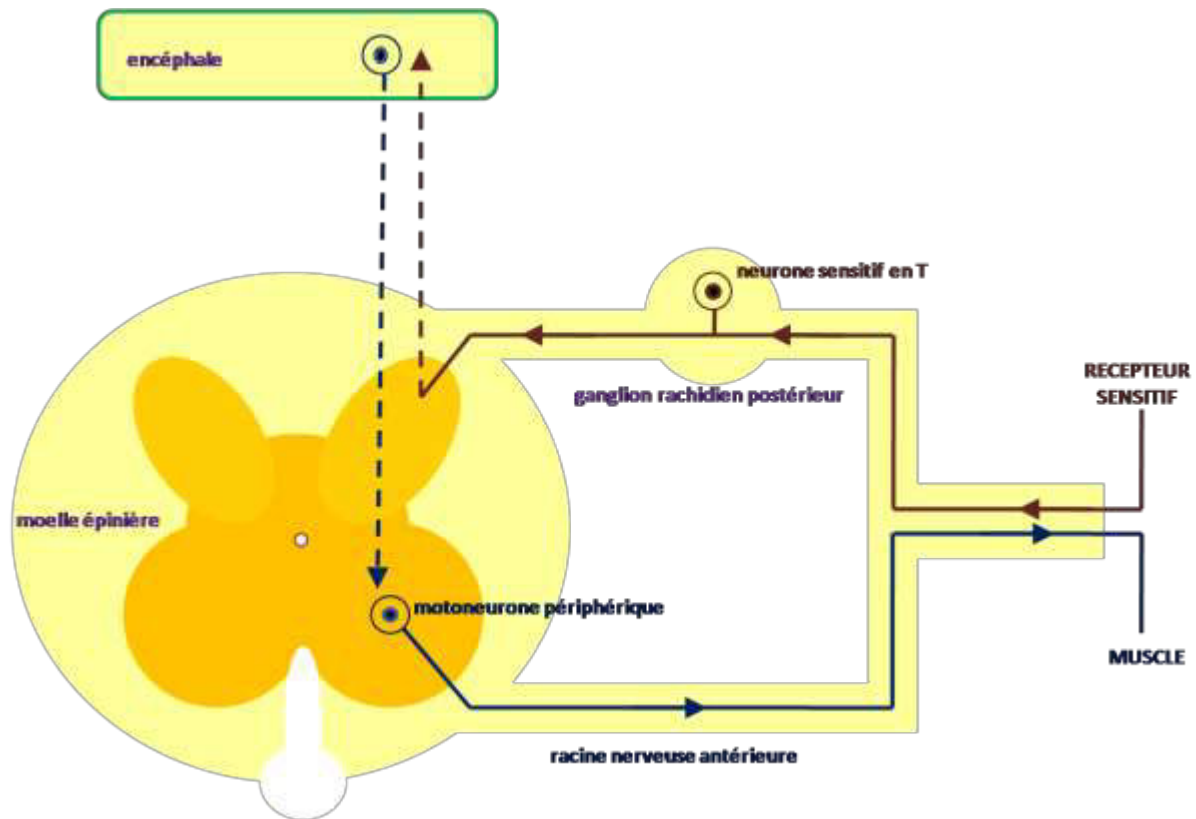 encéphale
neurone sensitif en T
ganglion rachidien postérieur
RECEPTEUR
SENSITIF
moelle épinière
motoneurone périphérique
MUSCLE
racine nerveuse antérieure